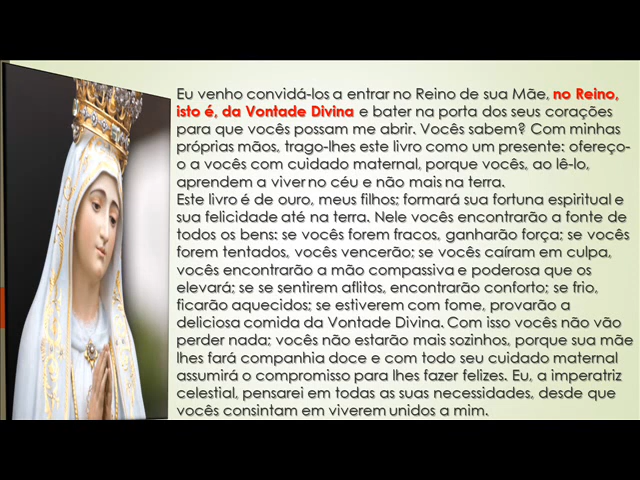 Eu venho convidá-los a entrar no Reino de sua Mãe, no Reino,
isto é, da Vontade Divina e bater na porta dos seus corações
para que vocês possam me abrir. Vocês sabem? Com minhas
próprias mãos, trago-lhes este livro como um presente: ofereço-
o a vocês com cuidado maternal, porque vocês, ao lê-lo,
aprendem a viver no céu e não mais na terra.
Este livro é de ouro, meus filhos; formará sua fortuna espiritual e
sua felicidade até na terra. Nele vocês encontrarão a fonte de
todos os bens: se vocês forem fracos, ganharão força; se vocês
forem tentados, vocês vencerão; se vocês caíram em culpa,
vocês encontrarão a mão compassiva e poderosa que os
elevará; se se sentirem aflitos, encontrarão conforto; se frio,
ficarão aquecidos; se estiverem com fome, provarão a
deliciosa comida da Vontade Divina. Com isso vocês não vão
perder nada; vocês não estarão mais sozinhos, porque sua mãe
lhes fará companhia doce e com todo seu cuidado maternal
assumirá o compromisso para lhes fazer felizes. Eu, a imperatriz
celestial, pensarei em todas as suas necessidades, desde que
vocês consintam em viverem unidos a mim.